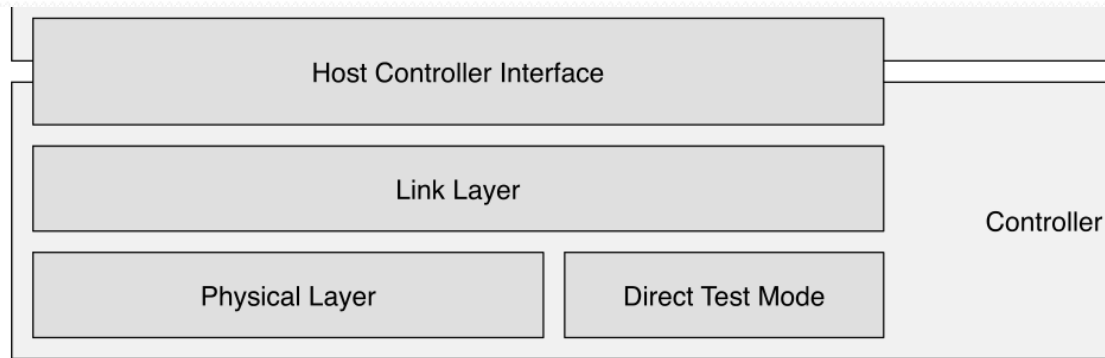 Host Controller Interface
Link Layer
Controller
Physical Layer
Direct Test Mode